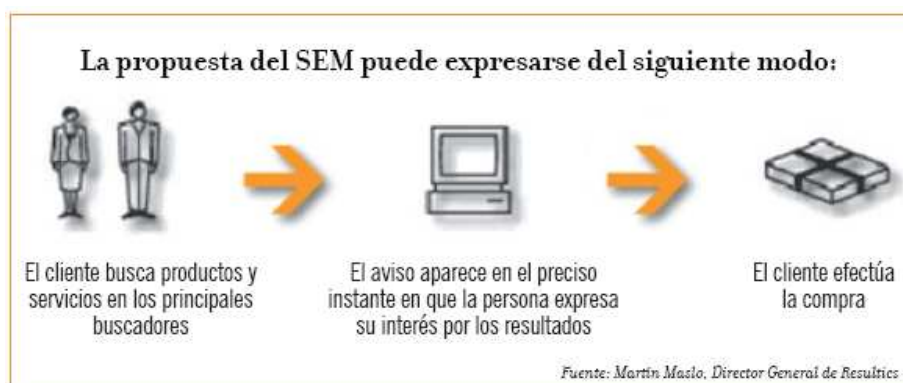 La propuesta del SEM puede expresarse del siguiente modo:
El cliente busca productos y
servicios en los principales
buscadores
El aviso aparece en el preciso
instante en que la persona expresa
su interés por los resultados
El cliente efectúa
la compra
Fuente: Martín Maslo, Director General de Resultics